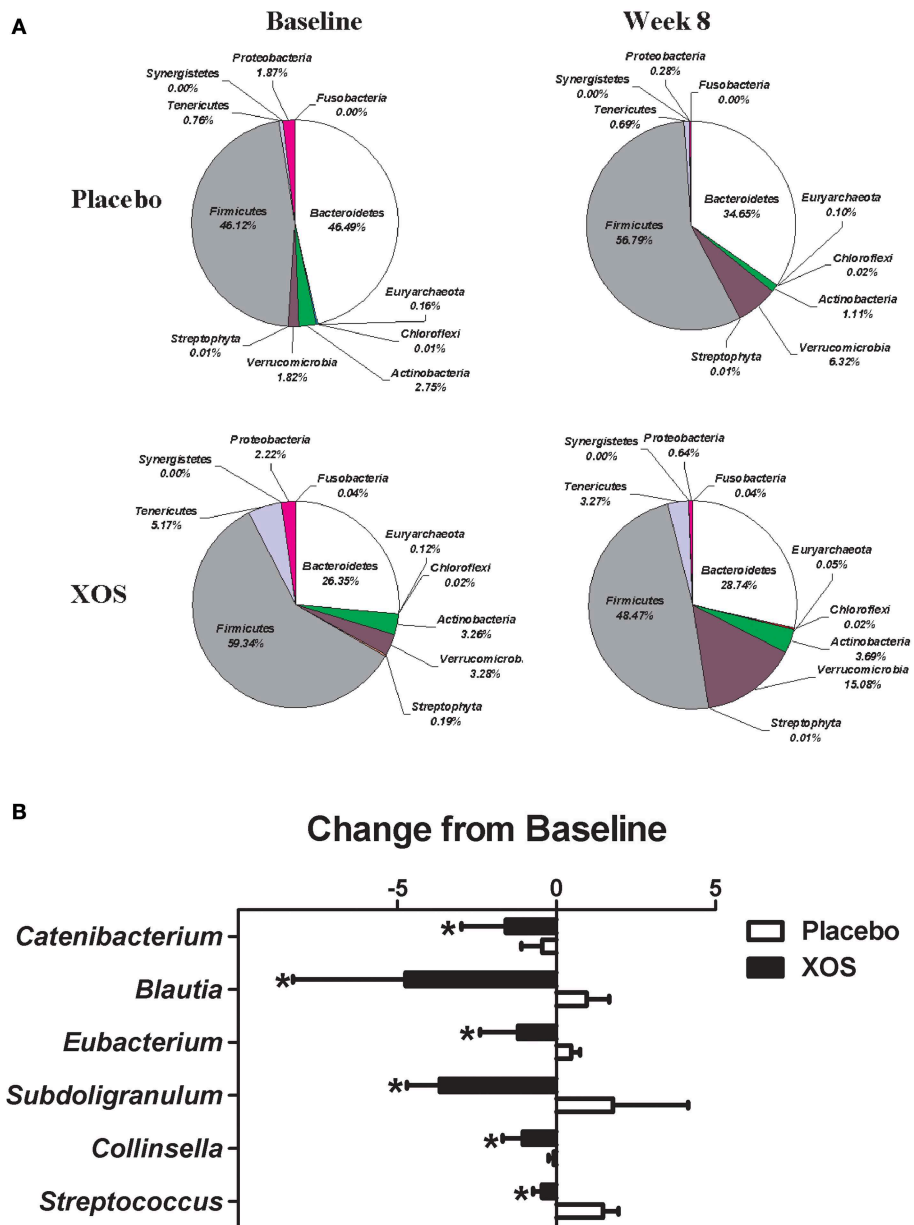 A
Baseline
Week 8
Placebo
Proteobacteria
1.87%
Synergistetes
0.00%
Fusobacteria
0.00%
Tenericutes
0.76%
Firmicutes
46.12%
Bacteroidetes
46.49%
Euryarchaeota
0.16%
Chloroflexi
0.01%
Streptophyta
0.01%
Verrucomicrobia
1.82%
Actinobacteria
2.75%
Proteobacteria
0.28%
Synergistetes
0.00%
Fusobacteria
0.00%
Tenericutes
0.69%
Firmicutes
56.79%
Bacteroidetes
34.65%
Euryarchaeota
0.10%
Chloroflexi
0.02%
Actinobacteria
1.11%
Streptophyta
0.01%
Verrucomicrobia
6.32%
XOS
Proteobacteria
2.22%
Synergistetes
0.00%
Fusobacteria
0.04%
Tenericutes
5.17%
Bacteroidetes
26.35%
Euryarchaeota
0.12%
Chloroflexi
0.02%
Firmicutes
59.34%
Actinobacteria
3.26%
Verrucomicrob
3.28%
Streptophyta
0.19%
Proteobacteria
0.64%
Synergistetes
0.00%
Fusobacteria
0.04%
Tenericutes
3.27%
Bacteroidetes
28.74%
Euryarchaeota
0.05%
Chloroflexi
0.02%
Firmicutes
48.47%
Actinobacteria
3.69%
Verrucomicrobia
15.08%
Streptophyta
0.01%
B
Change from Baseline
-5 0 5
Catenibacterium *
Blautia *
Eubacterium *
Subdoligranulum *
Collinsella *
Streptococcus *
Placebo
XOS